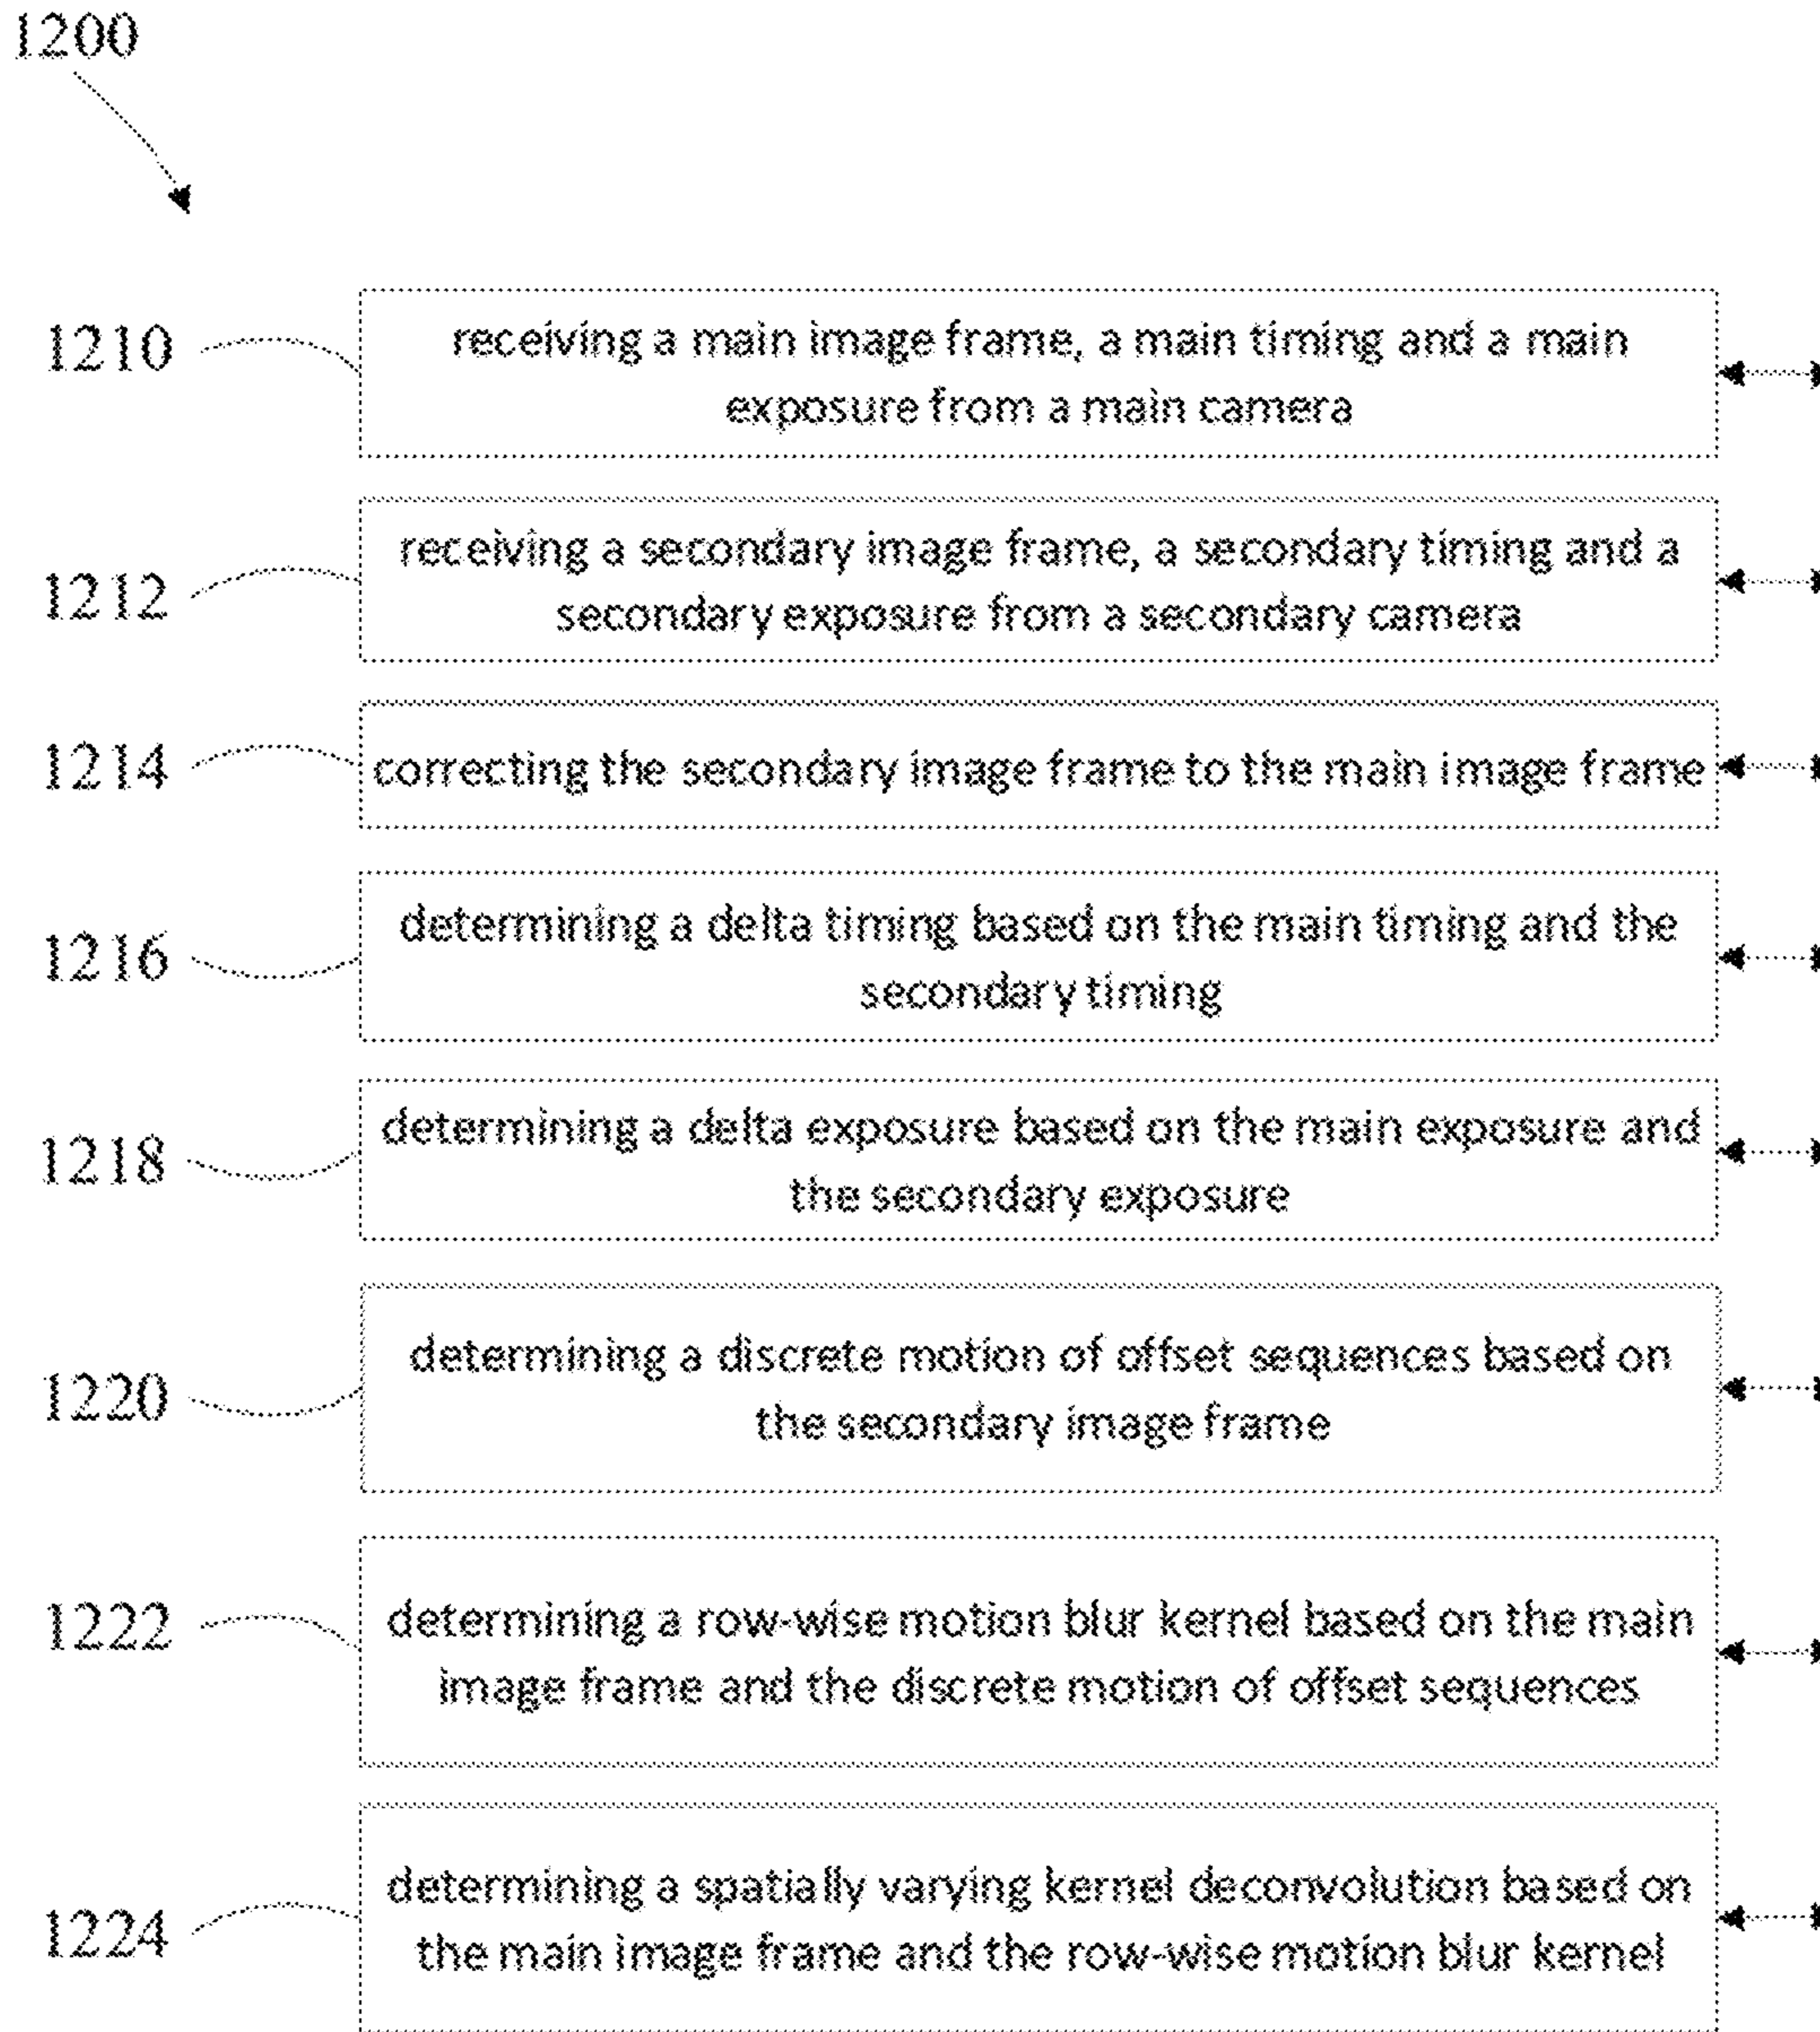 1200
1210
receiving a main image frame, a main timing and a main
exposure from a main camera
1212
receiving a secondary image frame, a secondary timing and a
secondary exposure from a secondary camera
1214
correcting the secondary image frame to the main image frame
1216
determining a delta timing based on the main timing and the
secondary timing
1218
determining a delta exposure based on the main exposure and
the secondary exposure
1220
determining a discrete motion of offset sequences based on
the secondary image frame
1222
determining a row-wise motion blur kernel based on the main
image frame and the discrete motion of offset sequences
1224
determining a spatially varying kernel deconvolution based on
the main image frame and the row-wise motion blur kernel